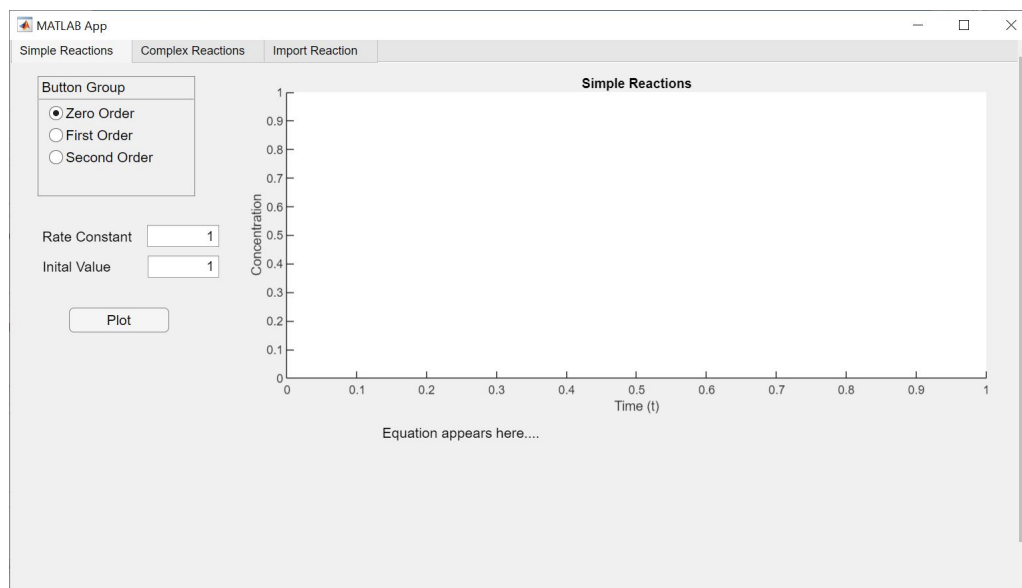 MATLAB App
Simple Reactions
Complex Reactions
Import Reaction
Button Group
Zero Order
First Order
Second Order
Rate Constant 1
Inital Value 1
Plot
Simple Reactions
Concentration
1
0.9
0.8
0.7
0.6
0.5
0.4
0.3
0.2
0.1
0
0 0.1 0.2 0.3 0.4 0.5 0.6 0.7 0.8 0.9 1
Time (t)
Equation appears here....